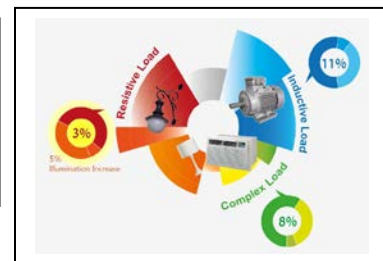 Resistive Load
Inductive Load
11%
3%
5%
Illumination Increase
Complex Load
8%